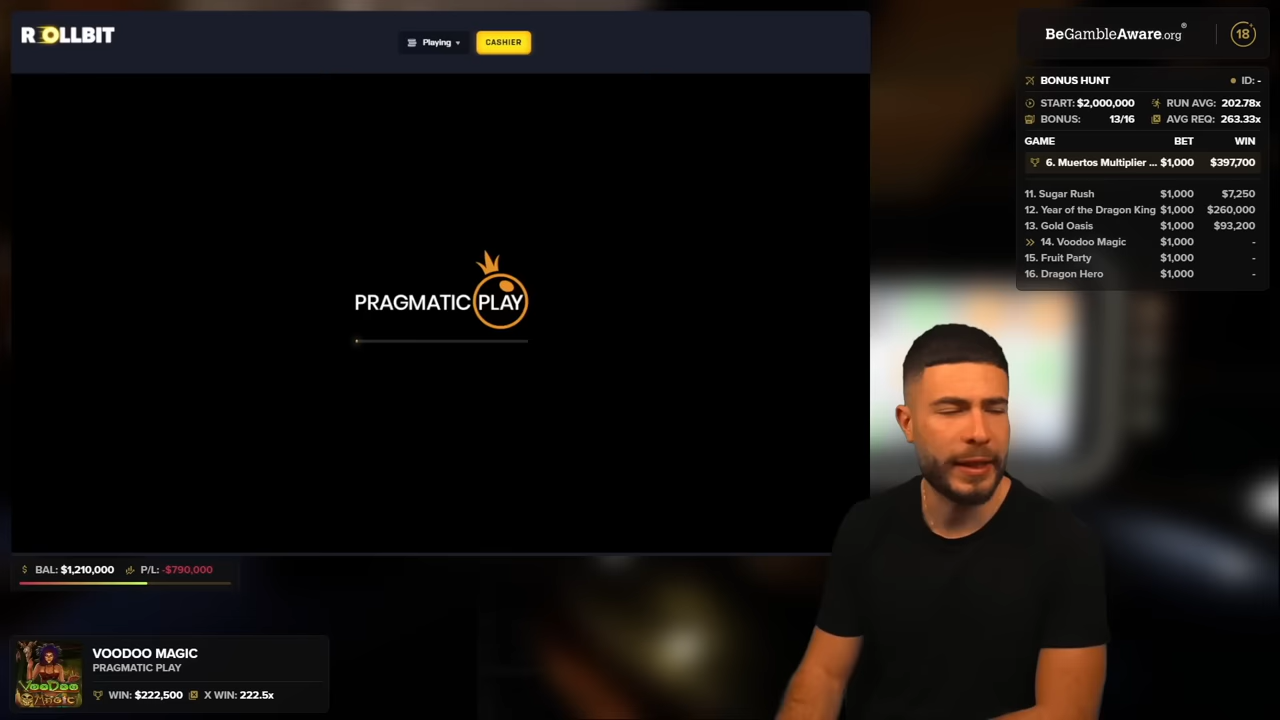 ROLLBIT
Playing
CASHIER
PRAGMATIC PLAY
BeGambleAware.org®
18+
BONUS HUNT
ID: -
START: $2,000,000
RUN AVG: 202.78x
BONUS: 13/16
AVG REQ: 263.33x
GAME BET WIN
6. Muertos Multiplier ... $1,000 $397,700
11. Sugar Rush $1,000 $7,250
12. Year of the Dragon King $1,000 $260,000
13. Gold Oasis $1,000 $93,200
14. Voodoo Magic $1,000 -
15. Fruit Party $1,000 -
16. Dragon Hero $1,000 -
BAL: $1,210,000 P/L: -$790,000
VOODOO MAGIC
PRAGMATIC PLAY
WIN: $222,500 X WIN: 222.5x
VOODOO
MAGIC